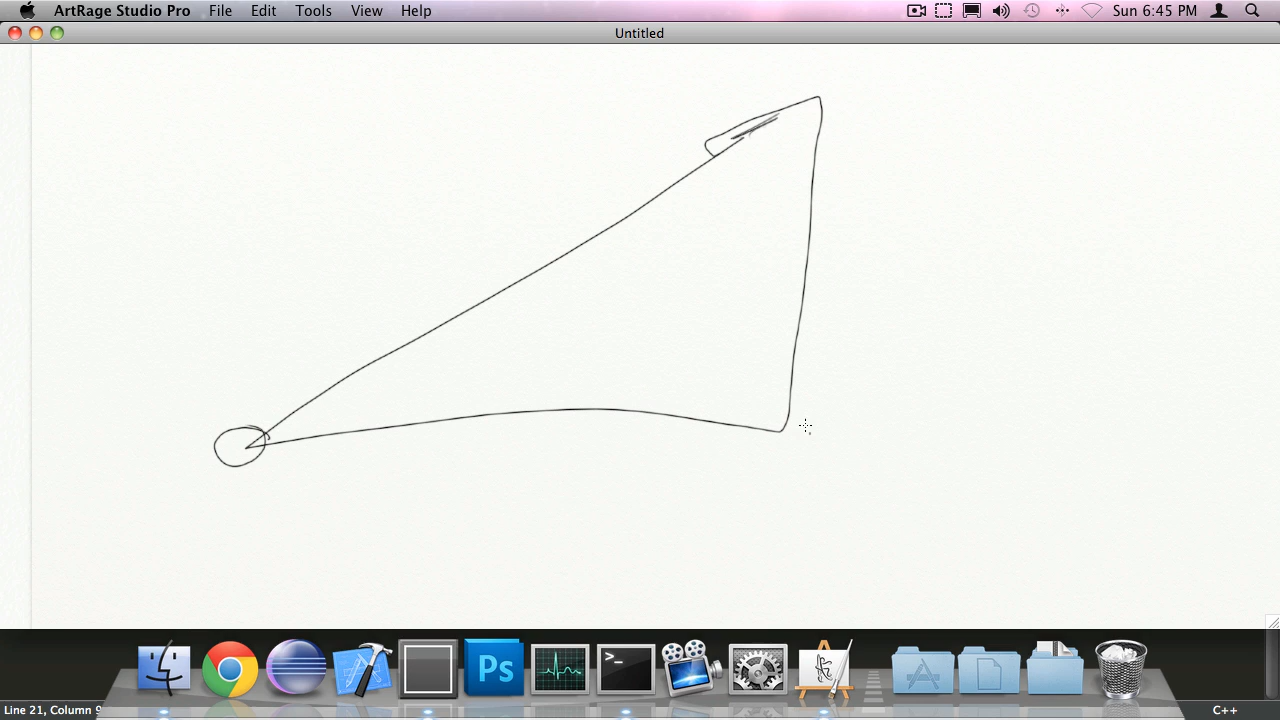 ArtRage Studio Pro File Edit Tools View Help Sun 6:45 PM
Untitled
Ps
>_
Line 21, Column 9
C++